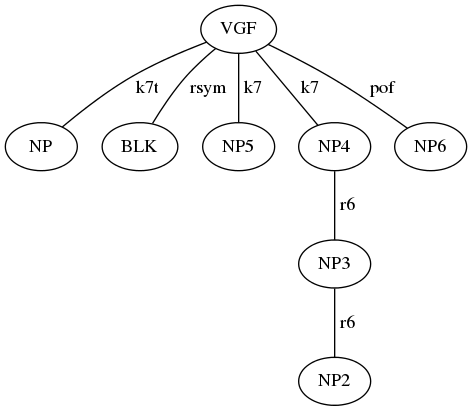 VGF
k7t rsym k7 k7 pof
NP BLK NP5 NP4 NP6
r6
NP3
r6
NP2